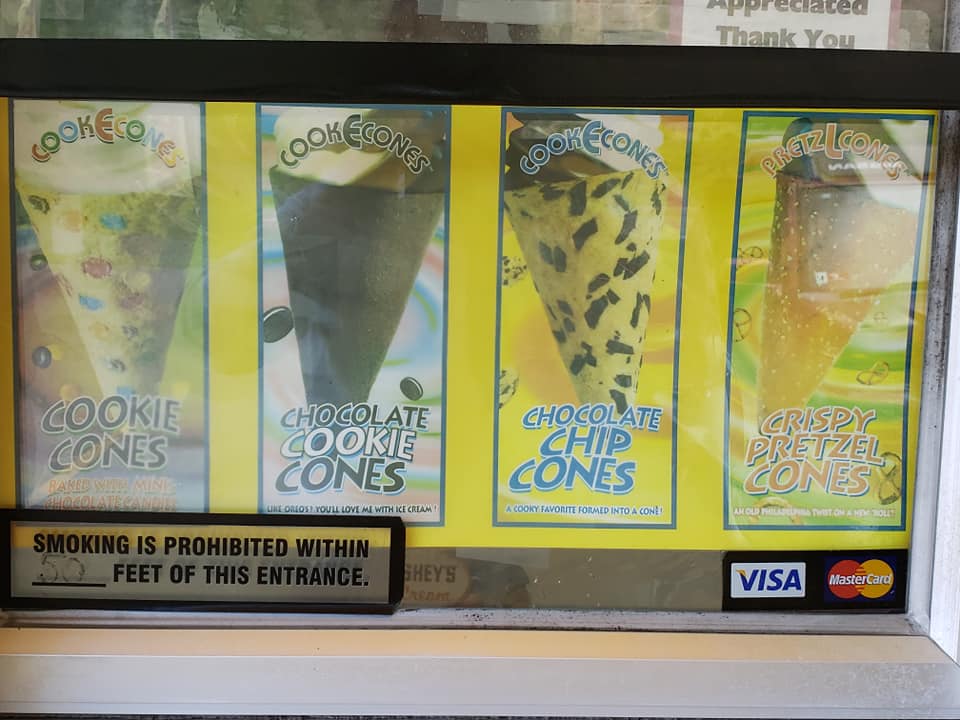 Appreciated
Thank You
COOKECONES
COOKIE
CONES
BAKED WITH MINI
CHOCOLATE CANDIES
COOKECONES
CHOCOLATE
COOKIE
CONES
LIKE OREOS? YOU'LL LOVE ME WITH ICE CREAM!
COOKECONES
CHOCOLATE
CHIP
CONES
A COOKY FAVORITE FORMED INTO A CONE!
PRETZLCONES
CRISPY
PRETZEL
CONES
AN OLD PHILADELPHIA TWIST ON A NEW "ROLL"
SMOKING IS PROHIBITED WITHIN
50 FEET OF THIS ENTRANCE.
SHEY'S
Cream
VISA
MasterCard